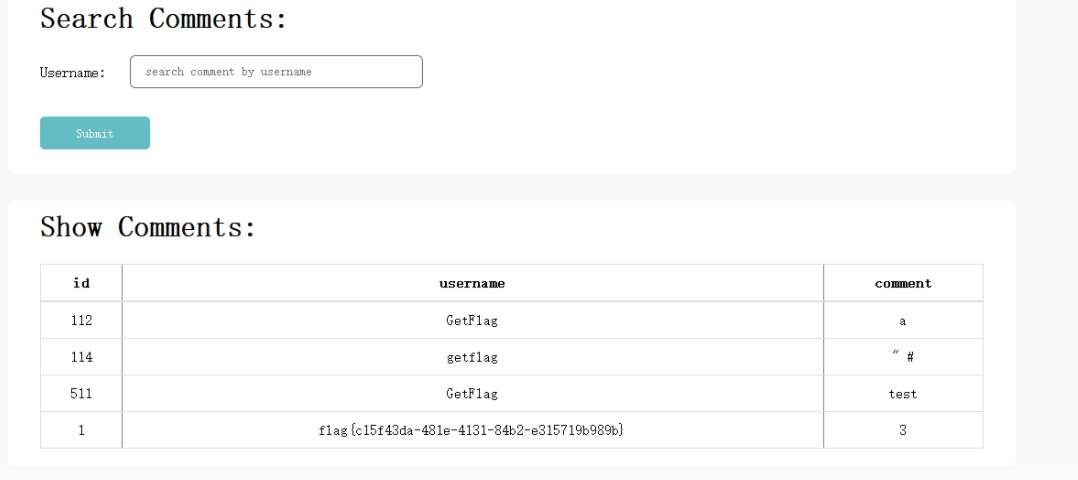 Search Comments:
Username: search comment by username
Submit
Show Comments:
id username comment
112 GetFlag a
114 getflag " #
511 GetFlag test
1 flag{c15f43da-481e-4131-84b2-e315719b989b} 3